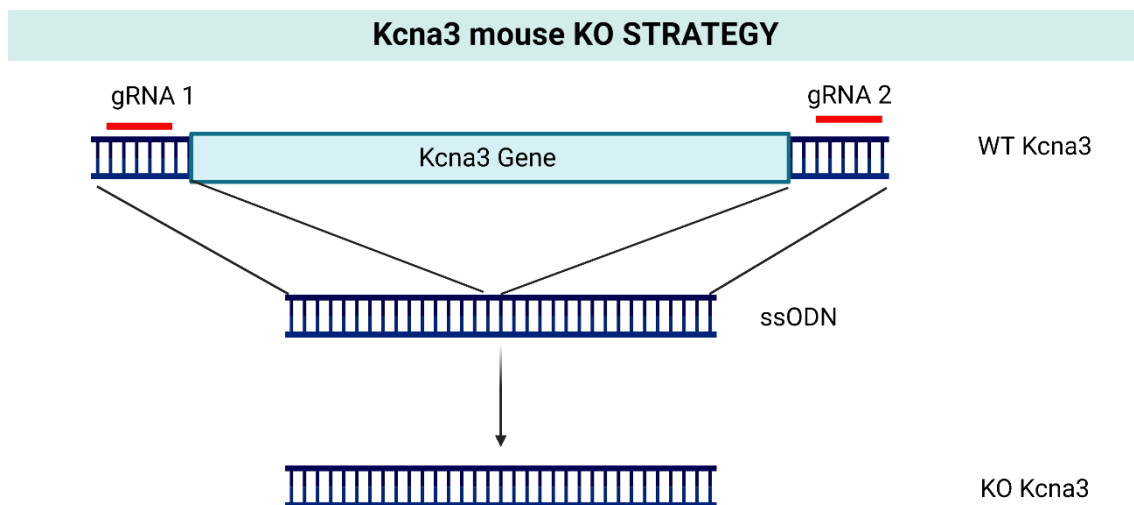 Kcna3 mouse KO STRATEGY
gRNA 1
gRNA 2
Kcna3 Gene
WT Kcna3
ssODN
KO Kcna3